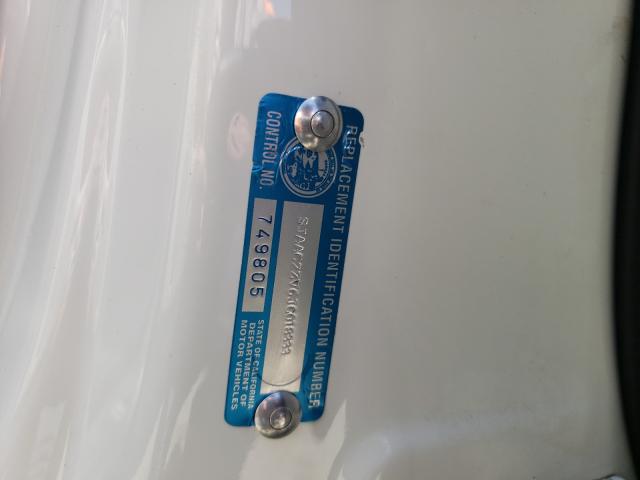 REPLACEMENT IDENTIFICATION NUMBER
CONTROL NO. 749805
STATE OF CALIFORNIA
DEPARTMENT OF
MOTOR VEHICLES